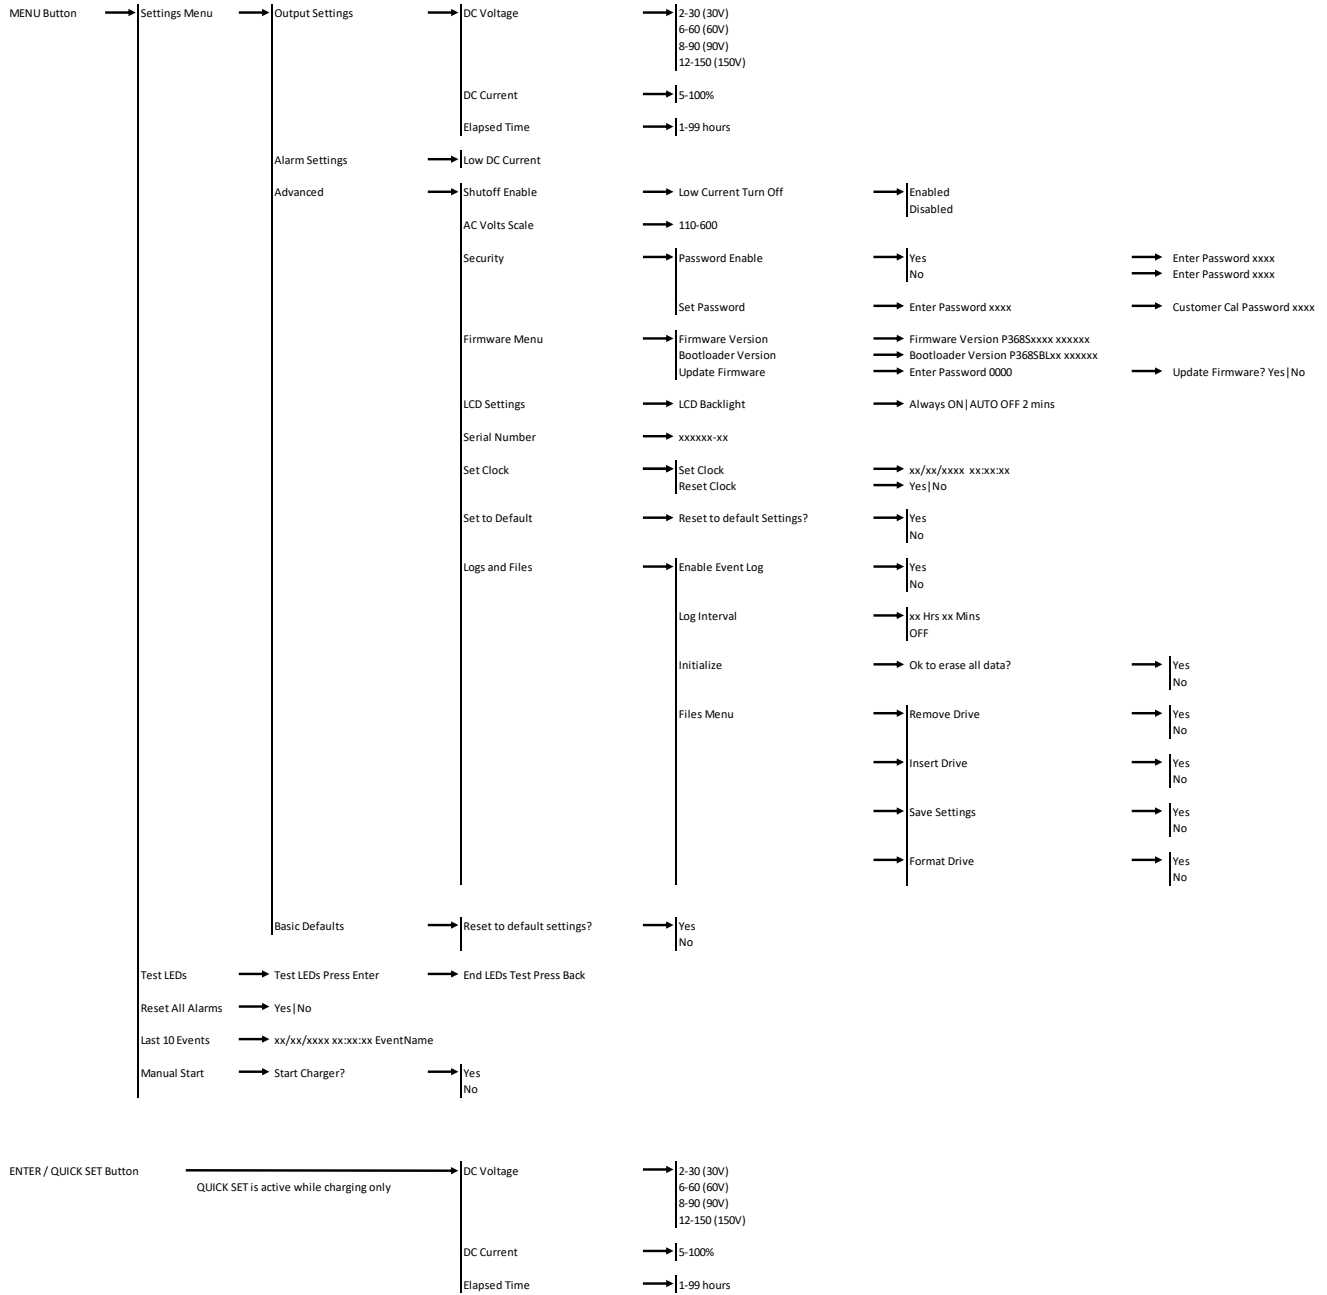 MENU Button Settings Menu Output Settings DC Voltage 2-30 (30V)
6-60 (60V)
8-90 (90V)
12-150 (150V)
DC Current 5-100%
Elapsed Time 1-99 hours
Alarm Settings Low DC Current
Advanced Shutoff Enable Low Current Turn Off Enabled
Disabled
AC Volts Scale 110-600
Security Password Enable Yes Enter Password xxxx
No Enter Password xxxx
Set Password Enter Password xxxx Customer Cal Password xxxx
Firmware Menu Firmware Version Firmware Version P368Sxxxx xxxxxx
Bootloader Version Bootloader Version P368SBLxx xxxxxx
Update Firmware Enter Password 0000 Update Firmware? Yes|No
LCD Settings LCD Backlight Always ON|AUTO OFF 2 mins
Serial Number xxxxxx-xx
Set Clock Set Clock xx/xx/xxxx xx:xx:xx
Reset Clock Yes|No
Set to Default Reset to default Settings? Yes
No
Logs and Files Enable Event Log Yes
No
Log Interval xx Hrs xx Mins
OFF
Initialize Ok to erase all data? Yes
No
Files Menu Remove Drive Yes
No
Insert Drive Yes
No
Save Settings Yes
No
Format Drive Yes
No
Basic Defaults Reset to default settings? Yes
No
Test LEDs Test LEDs Press Enter End LEDs Test Press Back
Reset All Alarms Yes|No
Last 10 Events xx/xx/xxxx xx:xx:xx EventName
Manual Start Start Charger? Yes
No
ENTER / QUICK SET Button DC Voltage 2-30 (30V)
QUICK SET is active while charging only 6-60 (60V)
8-90 (90V)
12-150 (150V)
DC Current 5-100%
Elapsed Time 1-99 hours